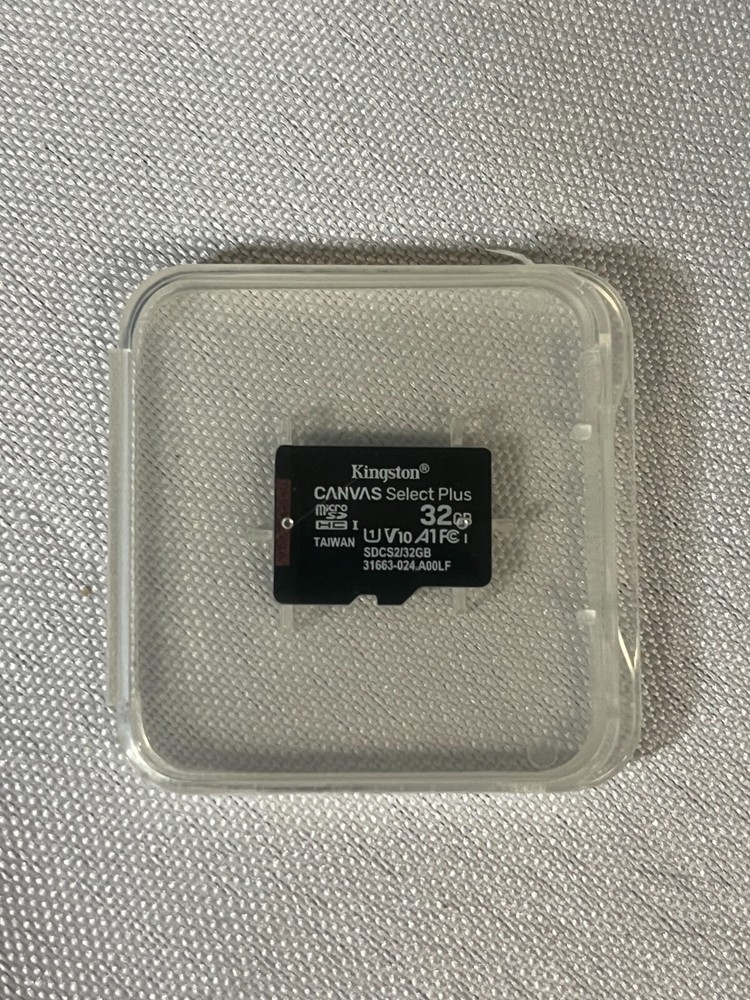 Kingston®
CANVAS Select Plus
micro
SD
HC I
32GB
TAIWAN
U1 V10 A1 FC I
SDCS2/32GB
31663-024.A00LF